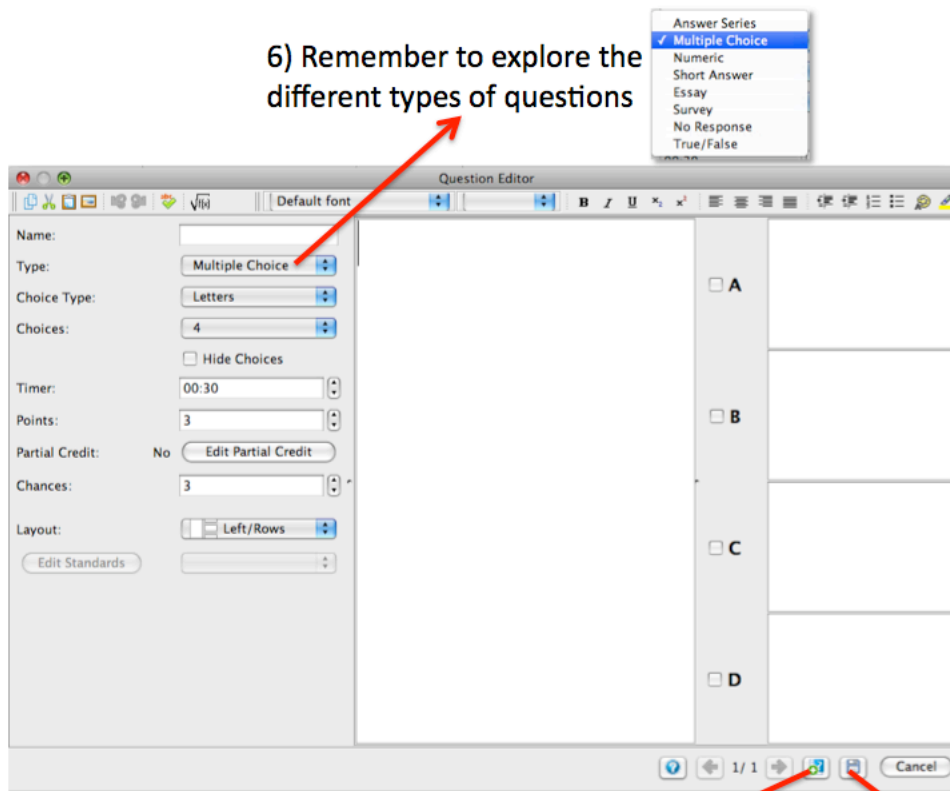 6) Remember to explore the
different types of questions
Answer Series
✓ Multiple Choice
Numeric
Short Answer
Essay
Survey
No Response
True/False
Question Editor
Default font
B I U x₂ x²
Name:
Type: Multiple Choice
Choice Type: Letters
Choices: 4
Hide Choices
Timer: 00:30
Points: 3
Partial Credit: No Edit Partial Credit
Chances: 3
Layout: Left/Rows
Edit Standards
A
B
C
D
1/ 1 Cancel